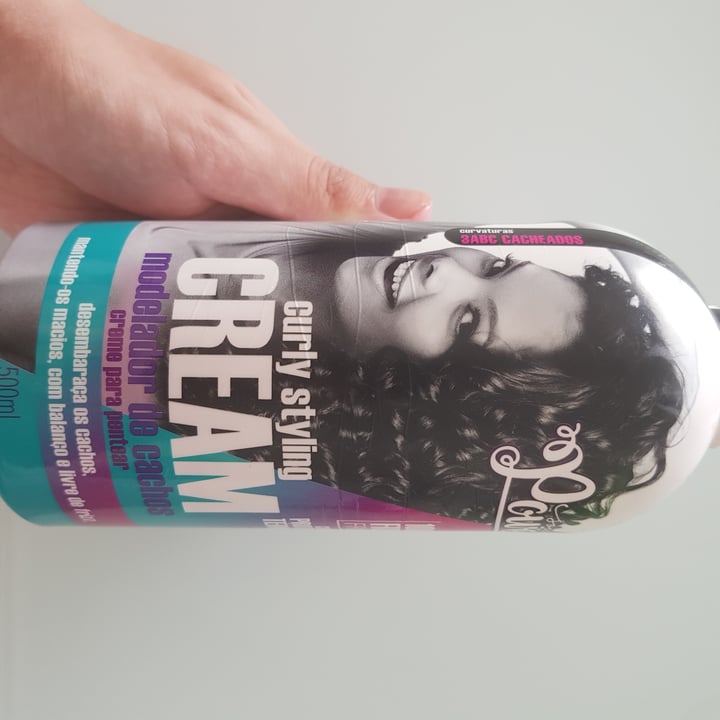 curvaturas
3ABC CACHEADOS
curly styling
CREAM
modelador de cachos
creme para pentear
desembaraça os cachos,
mantendo-os macios, com balanço e livre de
500ml